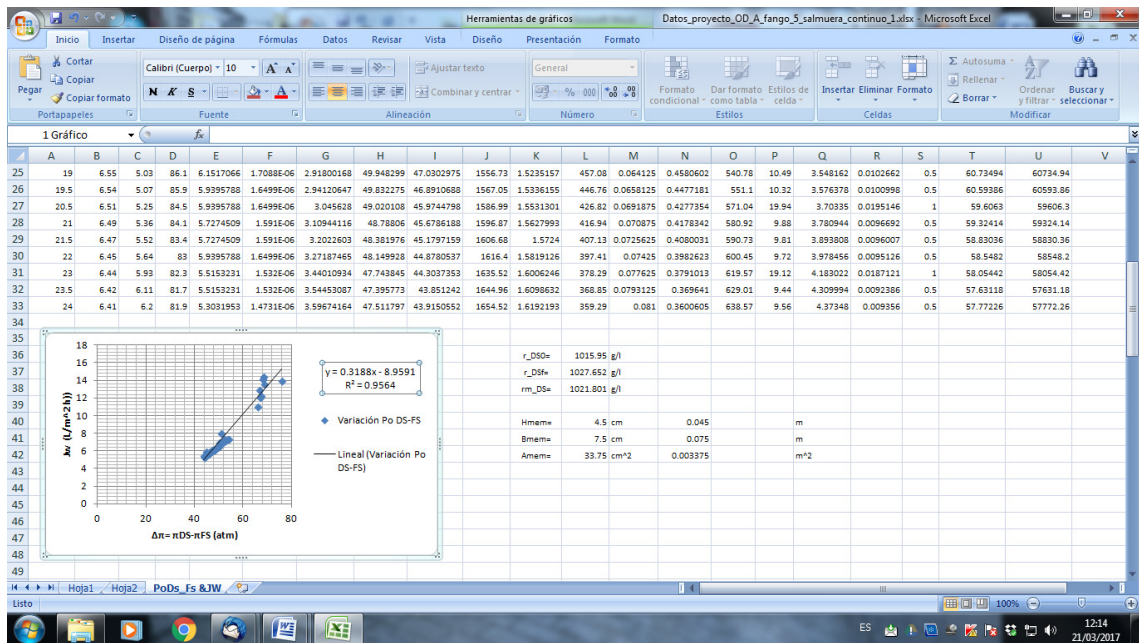 Herramientas de gráficos
Datos_proyecto_OD_A_fango_5_salmuera_continuo_1.xlsx - Microsoft Excel
Inicio Insertar Diseño de página Fórmulas Datos Revisar Vista Diseño Presentación Formato
Pegar
Cortar
Copiar
Copiar formato
Portapapeles
Calibri (Cuerpo) 10
N K S
Fuente
Ajustar texto
Combinar y centrar
Alineación
General
% 000
Número
Formato condicional
Dar formato como tabla
Estilos de celda
Estilos
Insertar Eliminar Formato
Celdas
Autosuma
Rellenar
Borrar
Ordenar y filtrar
Buscar y seleccionar
Modificar
1 Gráfico
fx
A B C D E F G H I J K L M N O P Q R S T U V
25 19 6.55 5.03 86.1 6.1517066 1.7088E-06 2.91800168 49.948299 47.0302975 1556.73 1.5235157 457.08 0.064125 0.4580602 540.78 10.49 3.548162 0.0102662 0.5 60.73494 60734.94
26 19.5 6.54 5.07 85.9 5.9395788 1.6499E-06 2.94120647 49.832275 46.8910688 1567.05 1.5336155 446.76 0.0658125 0.4477181 551.1 10.32 3.576378 0.0100998 0.5 60.59386 60593.86
27 20.5 6.51 5.25 84.5 5.9395788 1.6499E-06 3.045628 49.020108 45.9744798 1586.99 1.5531301 426.82 0.0691875 0.4277354 571.04 19.94 3.70335 0.0195146 1 59.6063 59606.3
28 21 6.49 5.36 84.1 5.7274509 1.591E-06 3.10944116 48.78806 45.6786188 1596.87 1.5627993 416.94 0.070875 0.4178342 580.92 9.88 3.780944 0.0096692 0.5 59.32414 59324.14
29 21.5 6.47 5.52 83.4 5.7274509 1.591E-06 3.2022603 48.381976 45.1797159 1606.68 1.5724 407.13 0.0725625 0.4080031 590.73 9.81 3.893808 0.0096007 0.5 58.83036 58830.36
30 22 6.45 5.64 83 5.9395788 1.6499E-06 3.27187465 48.149928 44.8780537 1616.4 1.5819126 397.41 0.07425 0.3982623 600.45 9.72 3.978456 0.0095126 0.5 58.5482 58548.2
31 23 6.44 5.93 82.3 5.5153231 1.532E-06 3.44010934 47.743845 44.3037353 1635.52 1.6006246 378.29 0.077625 0.3791013 619.57 19.12 4.183022 0.0187121 1 58.05442 58054.42
32 23.5 6.42 6.11 81.7 5.5153231 1.532E-06 3.54453087 47.395773 43.851242 1644.96 1.6098632 368.85 0.0793125 0.369641 629.01 9.44 4.309994 0.0092386 0.5 57.63118 57631.18
33 24 6.41 6.2 81.9 5.3031953 1.4731E-06 3.59674164 47.511797 43.9150552 1654.52 1.6192193 359.29 0.081 0.3600605 638.57 9.56 4.37348 0.009356 0.5 57.77226 57772.26
34
35
36 r_DS0= 1015.95 g/l
37 r_DSf= 1027.652 g/l
38 rm_DS= 1021.801 g/l
39
40 Hmem= 4.5 cm 0.045 m
41 Bmem= 7.5 cm 0.075 m
42 Amem= 33.75 cm^2 0.003375 m^2
43
44
45
46
47
48
49
18
16
14
12
10
8
6
4
2
0
0 20 40 60 80
Jw (L/m^2 h))
Δπ= πDS-πFS (atm)
y = 0.3188x - 8.9591
R² = 0.9564
Variación Po DS-FS
Lineal (Variación Po DS-FS)
Hoja1 Hoja2 PoDs_Fs &JW
Listo
100%
ES
12:14
21/03/2017